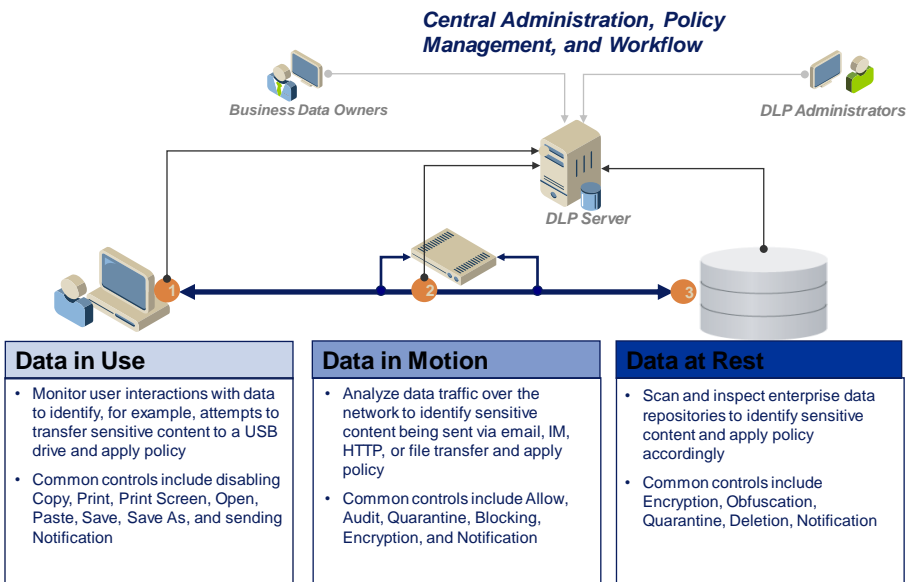 Central Administration, Policy
Management, and Workflow
Business Data Owners
DLP Administrators
DLP Server
1
2
3
Data in Use
• Monitor user interactions with data
to identify, for example, attempts to
transfer sensitive content to a USB
drive and apply policy
• Common controls include disabling
Copy, Print, Print Screen, Open,
Paste, Save, Save As, and sending
Notification
Data in Motion
• Analyze data traffic over the
network to identify sensitive
content being sent via email, IM,
HTTP, or file transfer and apply
policy
• Common controls include Allow,
Audit, Quarantine, Blocking,
Encryption, and Notification
Data at Rest
• Scan and inspect enterprise data
repositories to identify sensitive
content and apply policy
accordingly
• Common controls include
Encryption, Obfuscation,
Quarantine, Deletion, Notification